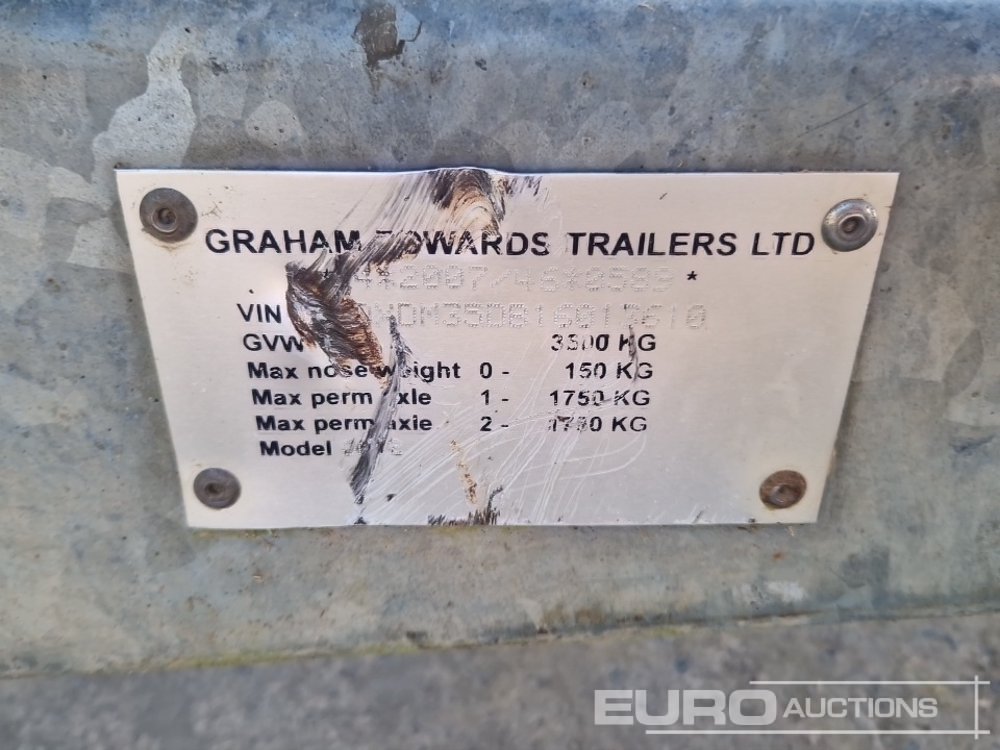 GRAHAM EDWARDS TRAILERS LTD
VIN
GVW 3500 KG
Max nose weight 0 - 150 KG
Max perm axle 1 - 1750 KG
Max perm axle 2 - 1750 KG
Model
EURO AUCTIONS